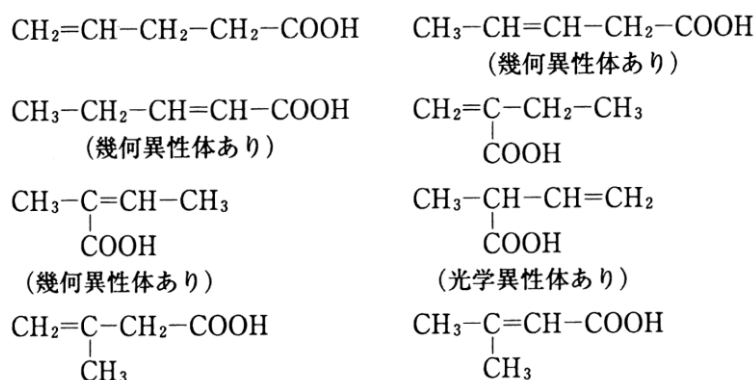 CH₂=CH−CH₂−CH₂−COOH
CH₃−CH=CH−CH₂−COOH
(幾何異性体あり)
CH₃−CH₂−CH=CH−COOH
(幾何異性体あり)
CH₂=C−CH₂−CH₃
COOH
CH₃−C=CH−CH₃
COOH
(幾何異性体あり)
CH₃−CH−CH=CH₂
COOH
(光学異性体あり)
CH₂=C−CH₂−COOH
CH₃
CH₃−C=CH−COOH
CH₃